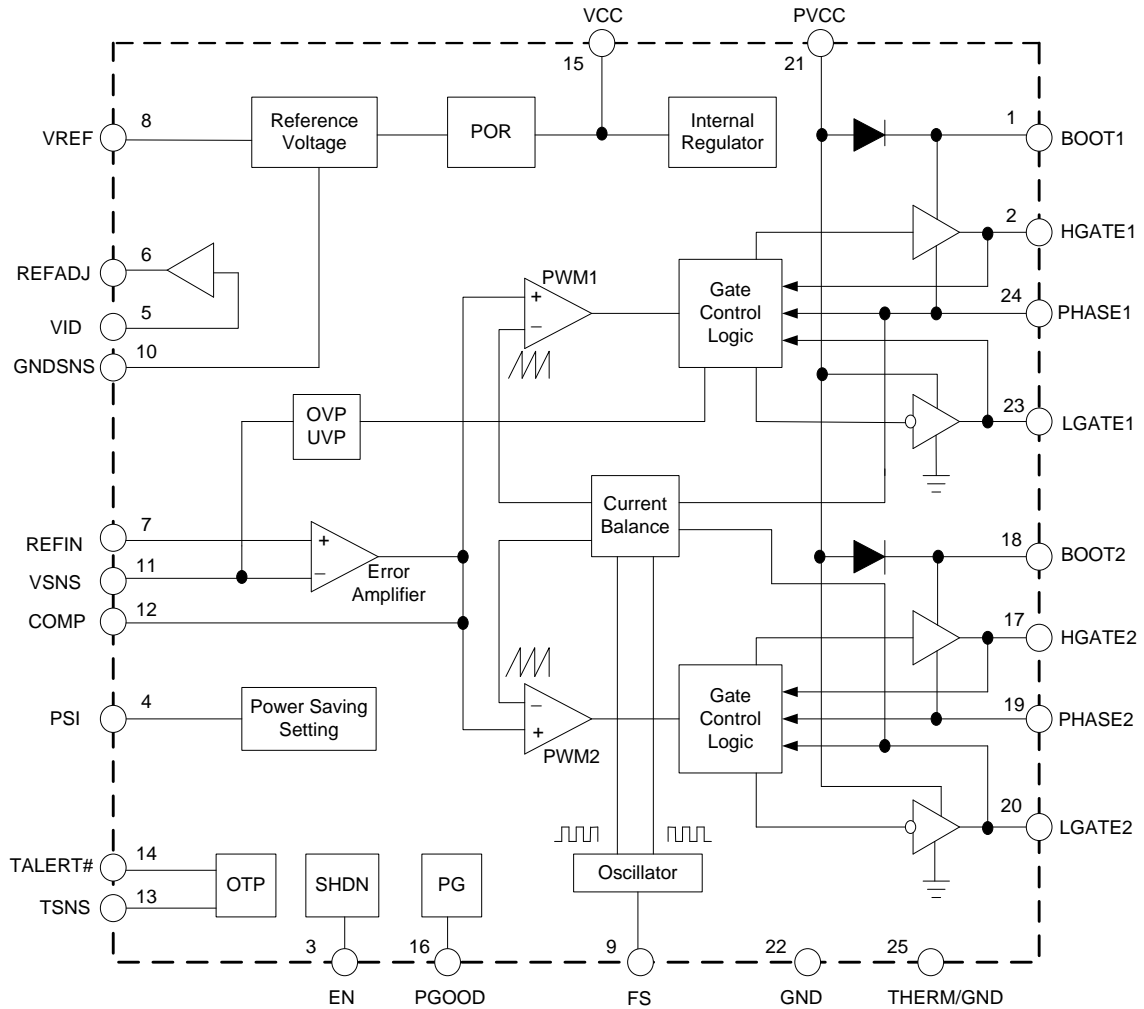 VCC
PVCC
15
21
VREF
8
Reference
Voltage
POR
Internal
Regulator
1
BOOT1
2
HGATE1
REFADJ
6
PWM1
+
−
Gate
Control
Logic
24
PHASE1
VID
5
GNDSNS
10
OVP
UVP
23
LGATE1
REFIN
7
+
−
Error
Amplifier
Current
Balance
18
BOOT2
VSNS
11
COMP
12
17
HGATE2
PSI
4
Power Saving
Setting
−
+
PWM2
Gate
Control
Logic
19
PHASE2
20
LGATE2
TALERT#
14
TSNS
13
OTP
SHDN
PG
Oscillator
3
16
9
22
25
EN
PGOOD
FS
GND
THERM/GND